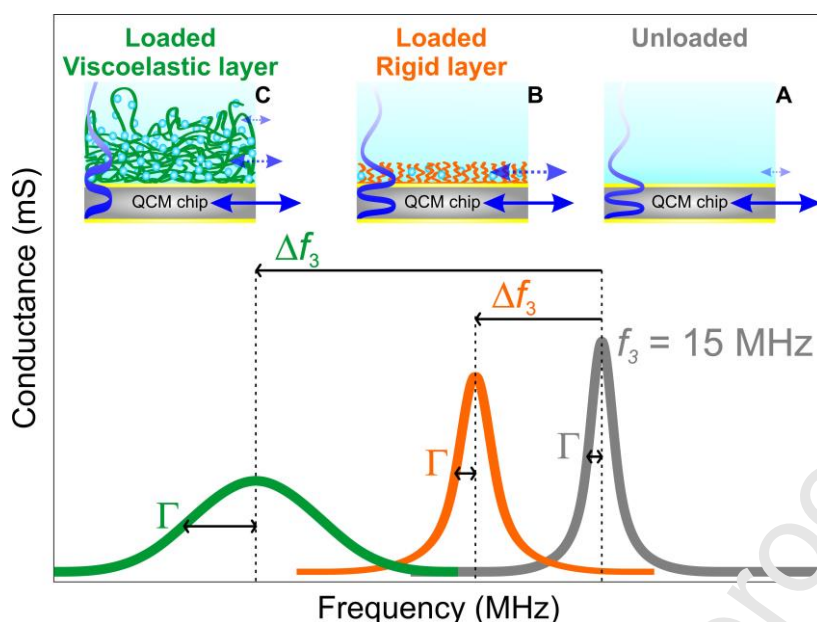 Loaded
Viscoelastic layer
Loaded
Rigid layer
Unloaded
C
B
A
QCM chip
QCM chip
QCM chip
Δf₃
Δf₃
f₃ = 15 MHz
Γ
Γ
Γ
Conductance (mS)
Frequency (MHz)